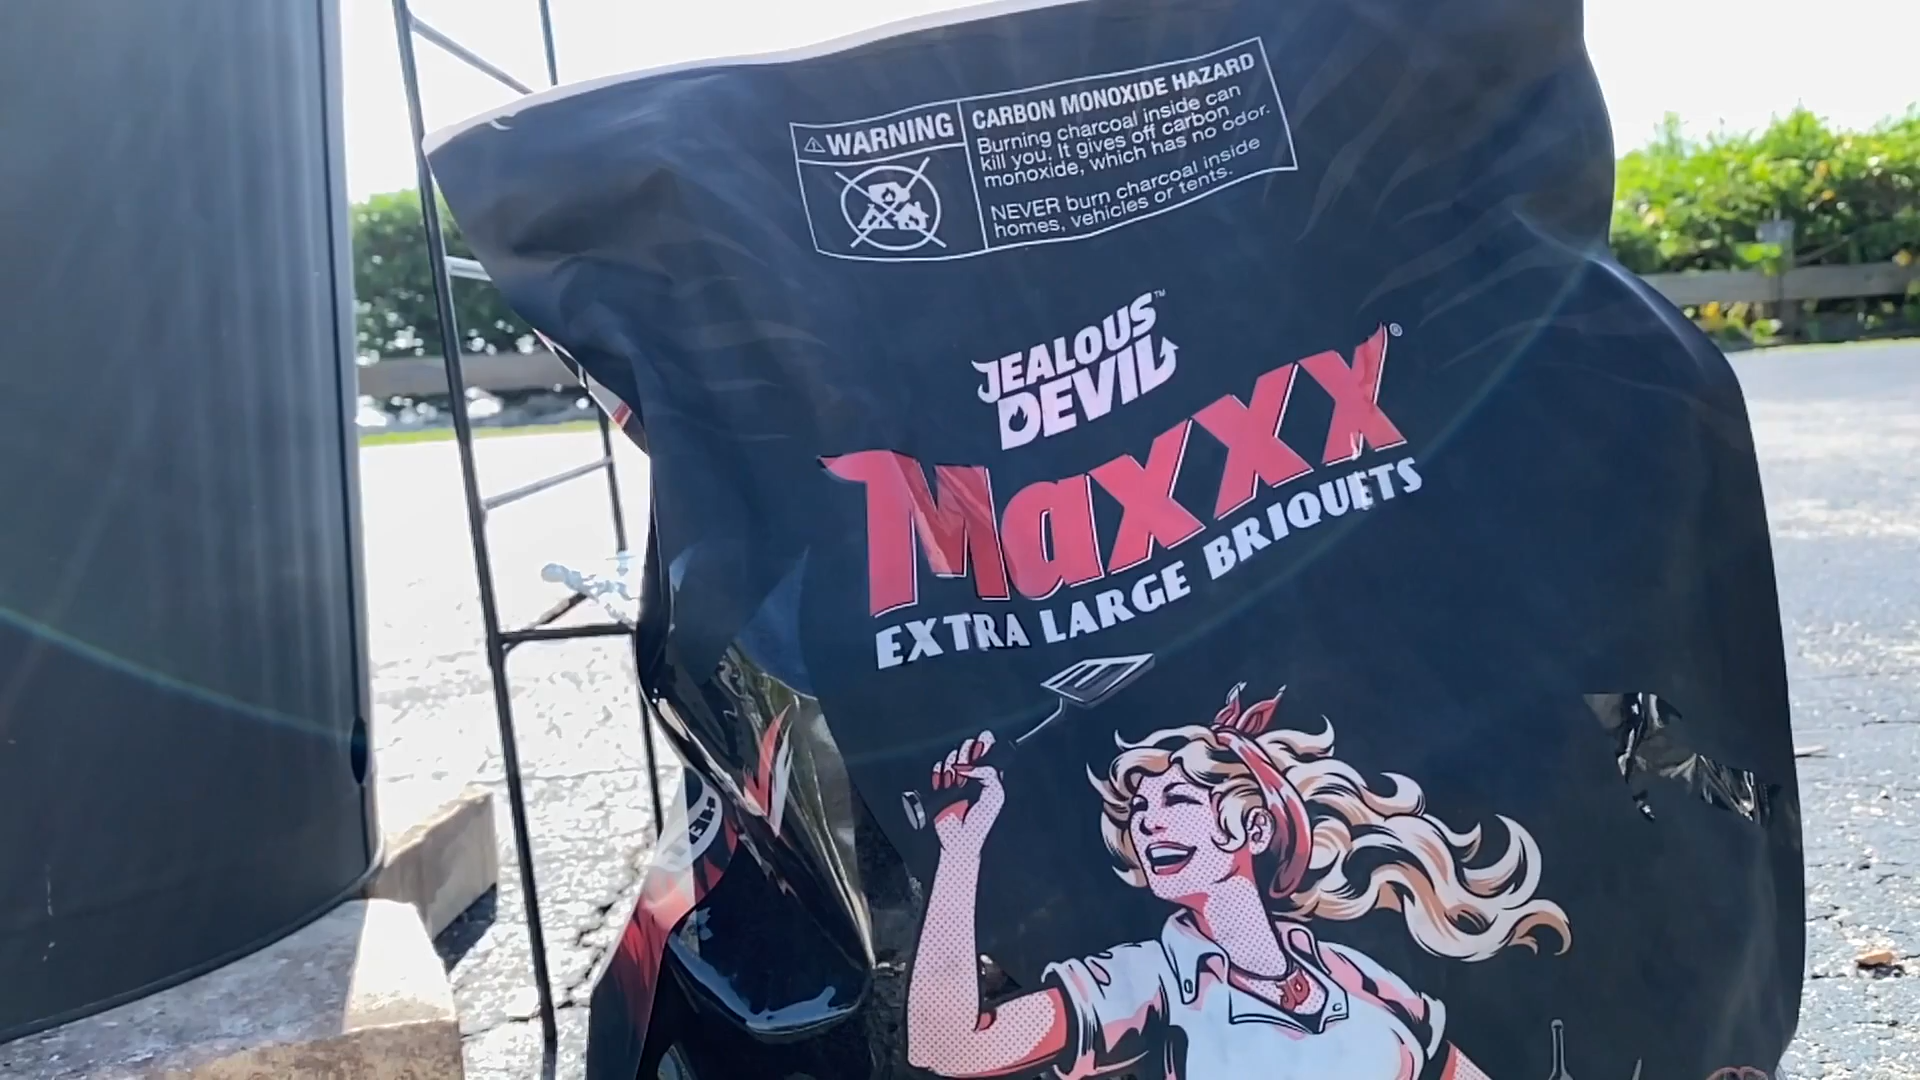 WARNING
CARBON MONOXIDE HAZARD
Burning charcoal inside can
kill you. It gives off carbon
monoxide, which has no odor.
NEVER burn charcoal inside
homes, vehicles or tents.
JEALOUS™
DEVIL
Maxxx®
EXTRA LARGE BRIQUETS